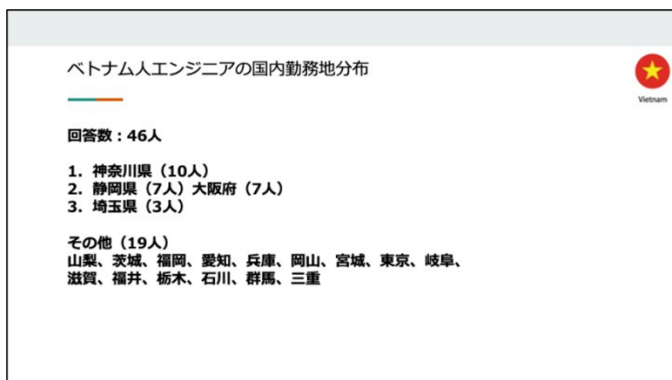 ベトナム人エンジニアの国内勤務地分布
Vietnam
回答数：46人
1. 神奈川県（10人）
2. 静岡県（7人）大阪府（7人）
3. 埼玉県（3人）
その他（19人）
山梨、茨城、福岡、愛知、兵庫、岡山、宮城、東京、岐阜、
滋賀、福井、栃木、石川、群馬、三重